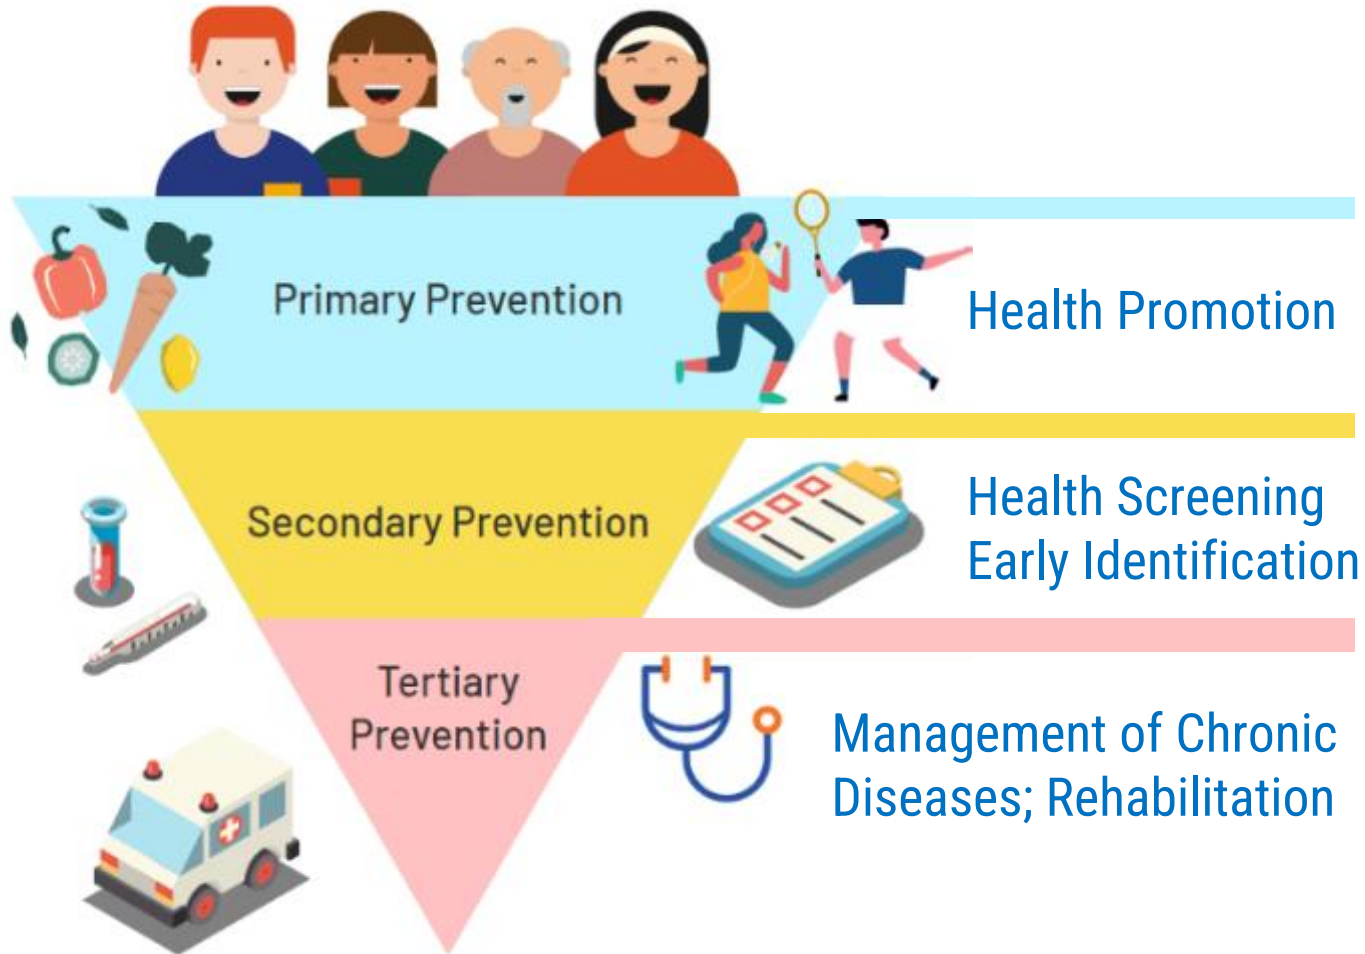 Primary Prevention
Health Promotion
Secondary Prevention
Health Screening
Early Identification
Tertiary
Prevention
Management of Chronic
Diseases; Rehabilitation